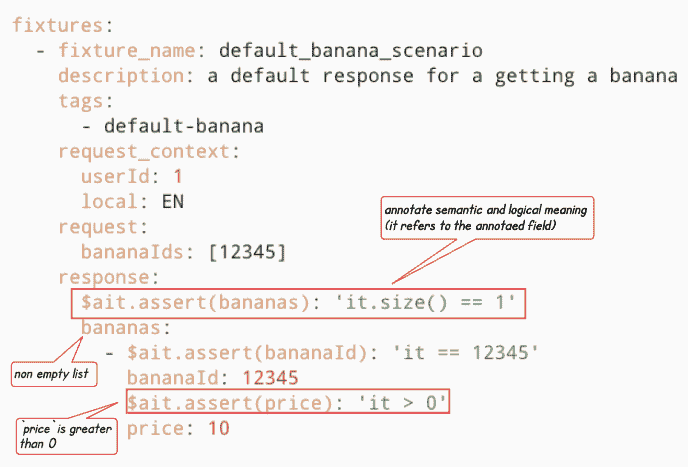 fixtures:
- fixture_name: default_banana_scenario
description: a default response for a getting a banana
tags:
- default-banana
request_context:
userId: 1
local: EN
annotate semantic and logical meaning
(it refers to the annotaed field)
request:
bananaIds: [12345]
response:
$ait.assert(bananas): 'it.size() == 1'
bananas:
non empty list
- $ait.assert(bananaId): 'it == 12345'
bananaId: 12345
$ait.assert(price): 'it > 0'
`price` is greater
than 0
price: 10